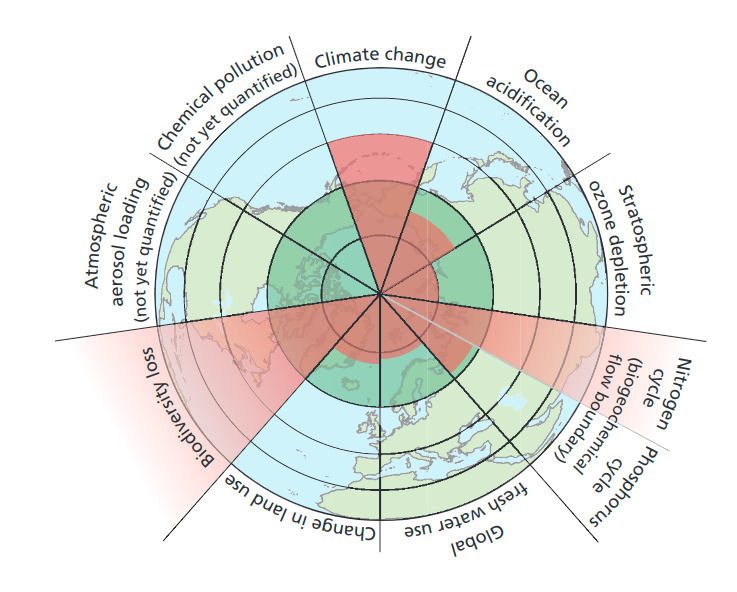 Climate change
Ocean
acidification
Stratospheric
ozone depletion
Nitrogen
cycle
(biogeochemical
flow boundary)
Phosphorus
cycle
Global
fresh water use
Change in land use
Biodiversity loss
Atmospheric
aerosol loading
(not yet quantified)
Chemical pollution
(not yet quantified)